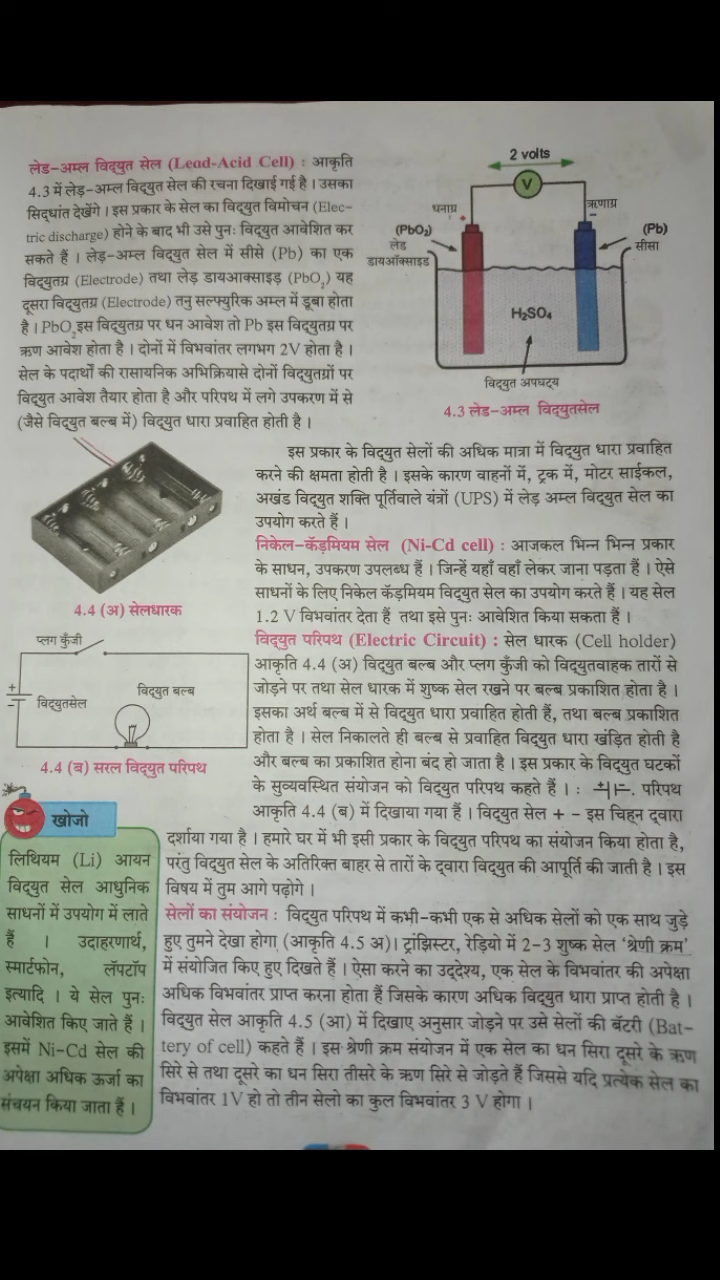 लेड-अम्ल विद्‌युत सेल (Lead-Acid Cell) : आकृति
4.3 में लेड-अम्ल विद्‌युत सेल की रचना दिखाई गई है । उसका
सिद्धांत देखेंगे । इस प्रकार के सेल का विद्‌युत विमोचन (Elec-
tric discharge) होने के बाद भी उसे पुनः विद्‌युत आवेशित कर
सकते हैं । लेड-अम्ल विद्‌युत सेल में सीसे (Pb) का एक
विद्‌युतग्र (Electrode) तथा लेड डायआक्साइड़ (PbO₂) यह
दूसरा विद्‌युतग्र (Electrode) तनु सल्फ्युरिक अम्ल में डूबा होता
है । PbO₂ इस विद्‌युतग्र पर धन आवेश तो Pb इस विद्‌युतग्र पर
ऋण आवेश होता है । दोनों में विभवांतर लगभग 2V होता है ।
सेल के पदार्थों की रासायनिक अभिक्रियासे दोनों विद्‌युतग्रों पर
विद्‌युत आवेश तैयार होता है और परिपथ में लगे उपकरण में से
(जैसे विद्‌युत बल्ब में) विद्‌युत धारा प्रवाहित होती है ।
2 volts
V
धनाग्र +
ऋणाग्र −
(PbO₂)
लेड
डायऑक्साइड
(Pb)
सीसा
H₂SO₄
विद्‌युत अपघट्य
4.3 लेड-अम्ल विद्‌युतसेल
इस प्रकार के विद्‌युत सेलों की अधिक मात्रा में विद्‌युत धारा प्रवाहित
करने की क्षमता होती है । इसके कारण वाहनों में, ट्रक में, मोटर साईकल,
अखंड विद्‌युत शक्ति पूर्तिवाले यंत्रों (UPS) में लेड़ अम्ल विद्‌युत सेल का
उपयोग करते हैं ।
निकेल-कॅड़मियम सेल (Ni-Cd cell) : आजकल भिन्न भिन्न प्रकार
के साधन, उपकरण उपलब्ध हैं । जिन्हें यहाँ वहाँ लेकर जाना पड़ता है । ऐसे
साधनों के लिए निकेल कॅड़मियम विद्‌युत सेल का उपयोग करते हैं । यह सेल
1.2 V विभवांतर देता हैं तथा इसे पुनः आवेशित किया सकता हैं ।
4.4 (अ) सेलधारक
विद्‌युत परिपथ (Electric Circuit) : सेल धारक (Cell holder)
आकृति 4.4 (अ) विद्‌युत बल्ब और प्लग कुँजी को विद्‌युतवाहक तारों से
जोड़ने पर तथा सेल धारक में शुष्क सेल रखने पर बल्ब प्रकाशित होता है ।
इसका अर्थ बल्ब में से विद्‌युत धारा प्रवाहित होती हैं, तथा बल्ब प्रकाशित
होता है । सेल निकालते ही बल्ब से प्रवाहित विद्‌युत धारा खंड़ित होती है
और बल्ब का प्रकाशित होना बंद हो जाता है । इस प्रकार के विद्‌युत घटकों
के सुव्यवस्थित संयोजन को विद्‌युत परिपथ कहते हैं । : +|−. परिपथ
आकृति 4.4 (ब) में दिखाया गया हैं । विद्‌युत सेल + - इस चिह्‌न द्‌वारा
दर्शाया गया है । हमारे घर में भी इसी प्रकार के विद्‌युत परिपथ का संयोजन किया होता है,
परंतु विद्‌युत सेल के अतिरिक्त बाहर से तारों के द्‌वारा विद्‌युत की आपूर्ति की जाती है । इस
विषय में तुम आगे पढ़ोगे ।
प्लग कुँजी
+
−
विद्‌युतसेल
विद्‌युत बल्ब
4.4 (ब) सरल विद्‌युत परिपथ
सेलों का संयोजन : विद्‌युत परिपथ में कभी-कभी एक से अधिक सेलों को एक साथ जुड़े
हुए तुमने देखा होगा (आकृति 4.5 अ)। ट्रांझिस्टर, रेड़ियो में 2-3 शुष्क सेल ‘श्रेणी क्रम’
में संयोजित किए हुए दिखते हैं । ऐसा करने का उद्‌देश्य, एक सेल के विभवांतर की अपेक्षा
अधिक विभवांतर प्राप्त करना होता हैं जिसके कारण अधिक विद्‌युत धारा प्राप्त होती है ।
विद्‌युत सेल आकृति 4.5 (आ) में दिखाए अनुसार जोड़ने पर उसे सेलों की बॅटरी (Bat-
tery of cell) कहते हैं । इस श्रेणी क्रम संयोजन में एक सेल का धन सिरा दूसरे के ऋण
सिरे से तथा दूसरे का धन सिरा तीसरे के ऋण सिरे से जोड़ते हैं जिससे यदि प्रत्येक सेल का
विभवांतर 1V हो तो तीन सेलो का कुल विभवांतर 3 V होगा ।
खोजो
लिथियम (Li) आयन
विद्‌युत सेल आधुनिक
साधनों में उपयोग में लाते
हैं । उदाहरणार्थ,
स्मार्टफोन, लॅपटॉप
इत्यादि । ये सेल पुनः
आवेशित किए जाते हैं ।
इसमें Ni-Cd सेल की
अपेक्षा अधिक ऊर्जा का
संचयन किया जाता हैं ।